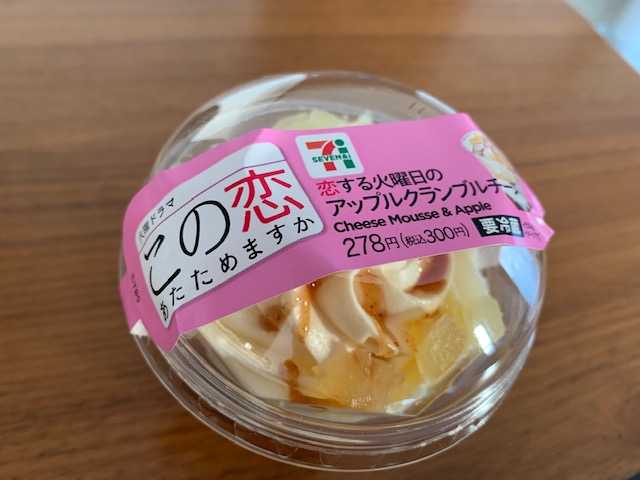 火曜ドラマ
この恋
あたためますか
7i
SEVEN&i
恋する火曜日の
アップルクランブルチー
Cheese Mousse & Apple
278円(税込300円)
要冷蔵